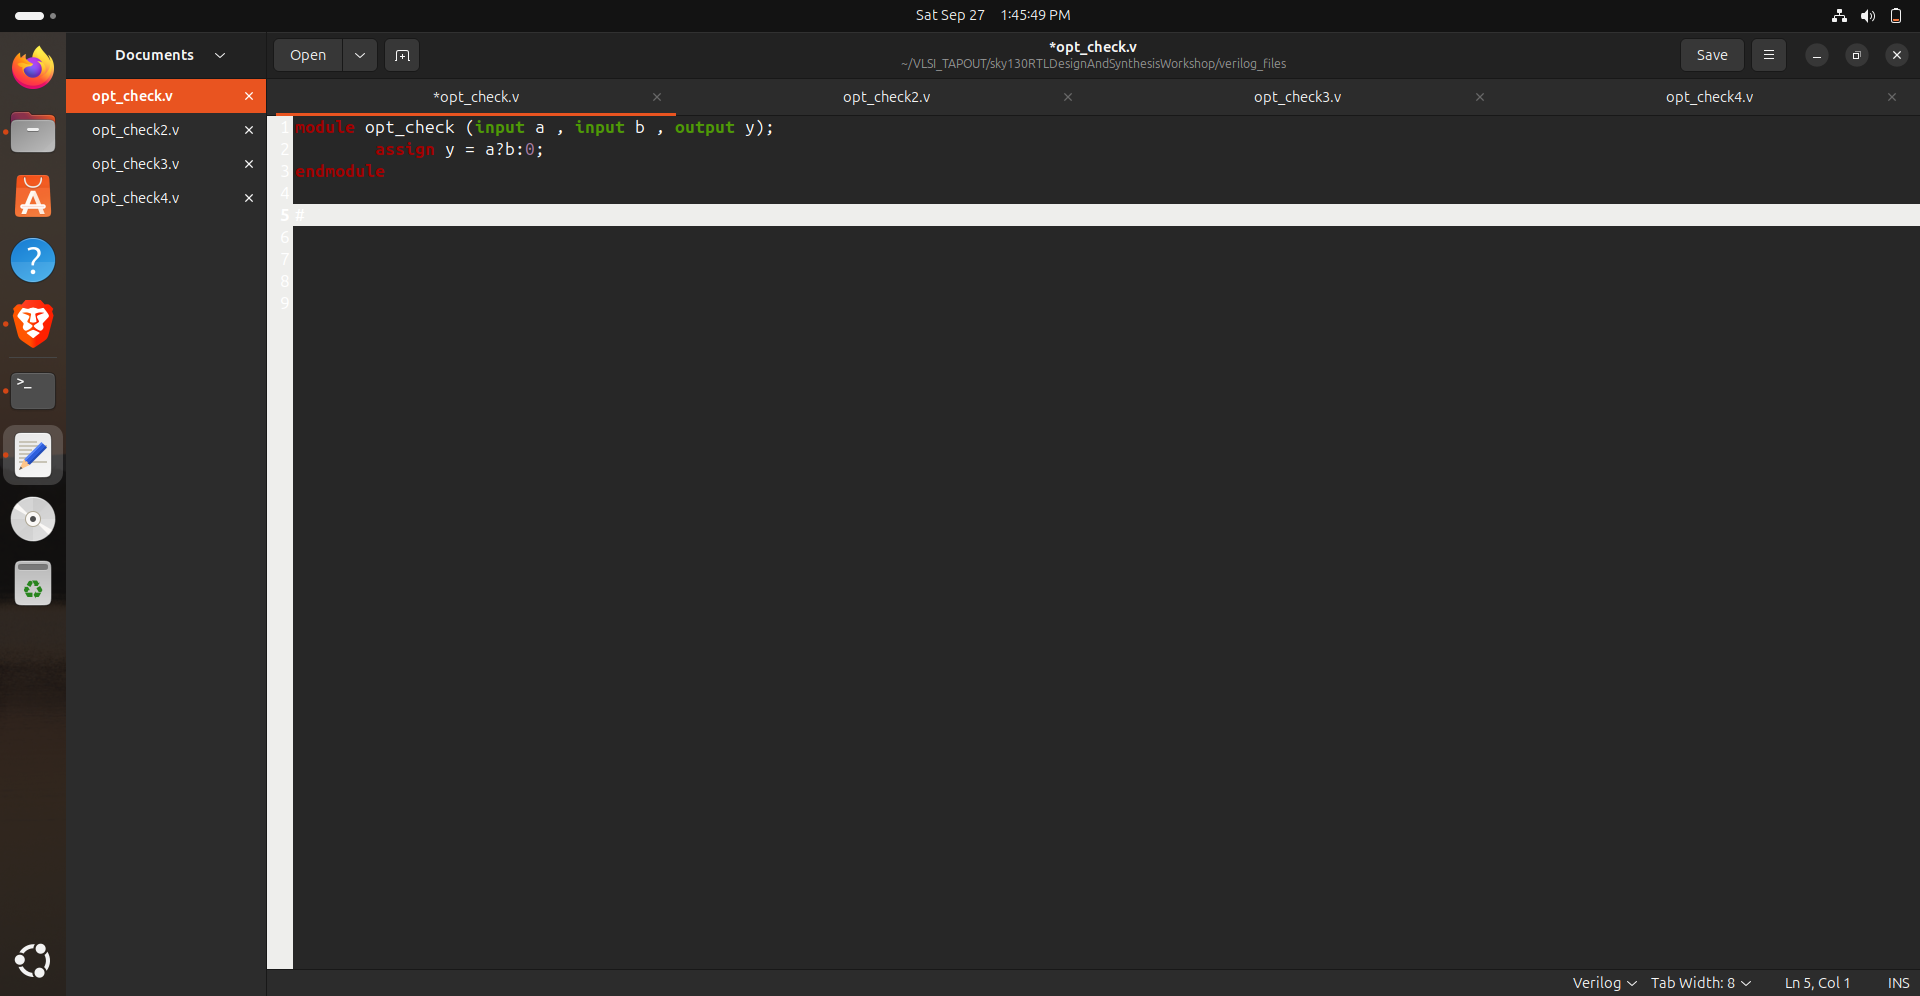 Sat Sep 27 1:45:49 PM
Documents
Open
*opt_check.v
~/VLSI_TAPOUT/sky130RTLDesignAndSynthesisWorkshop/verilog_files
Save
opt_check.v
opt_check2.v
opt_check3.v
opt_check4.v
*opt_check.v
opt_check2.v
opt_check3.v
opt_check4.v
1 module opt_check (input a , input b , output y);
2 assign y = a?b:0;
3 endmodule
4
5 #
6
7
8
9
>_
Verilog Tab Width: 8 Ln 5, Col 1 INS